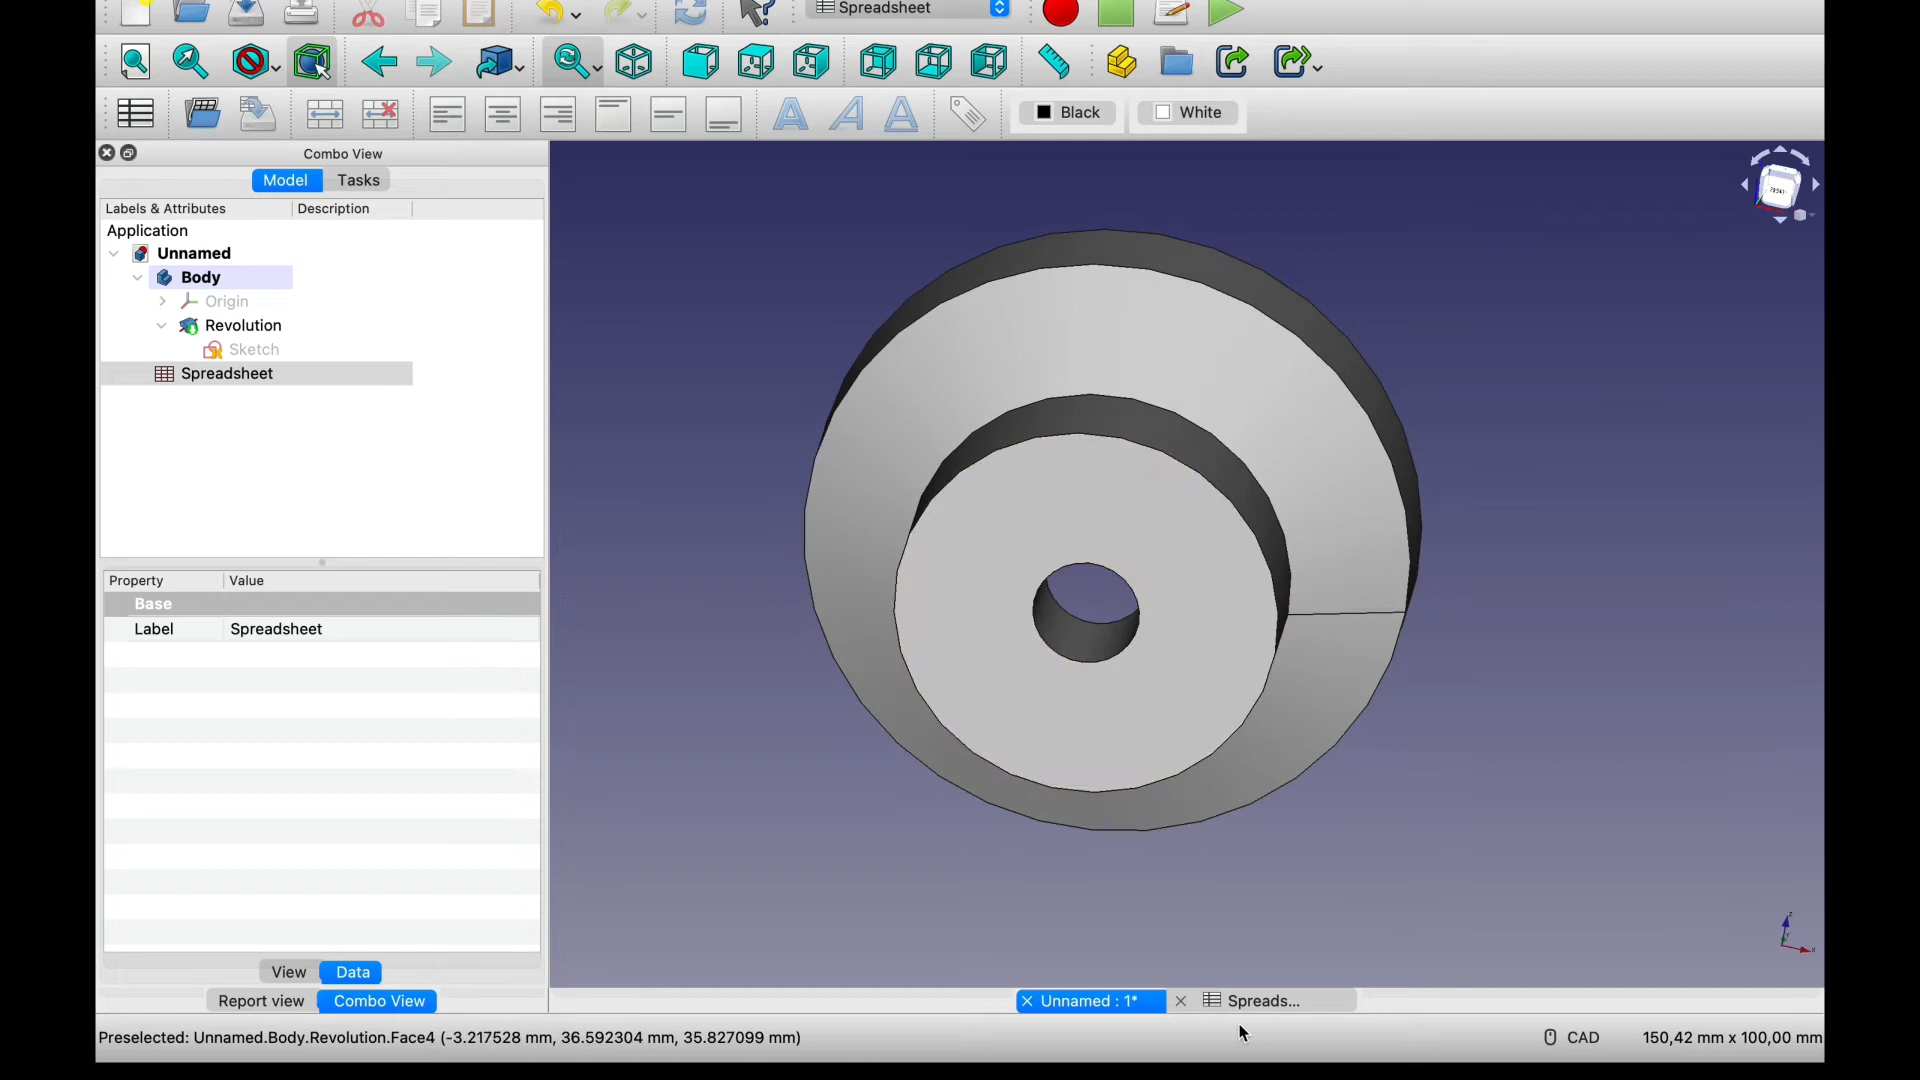 Spreadsheet
Black
White
Combo View
Model
Tasks
Labels & Attributes
Description
Application
Unnamed
Body
Origin
Revolution
Sketch
Spreadsheet
Property
Value
Base
Label
Spreadsheet
View
Data
Report view
Combo View
Unnamed : 1*
Spreads...
Preselected: Unnamed.Body.Revolution.Face4 (-3.217528 mm, 36.592304 mm, 35.827099 mm)
CAD
150,42 mm x 100,00 mm